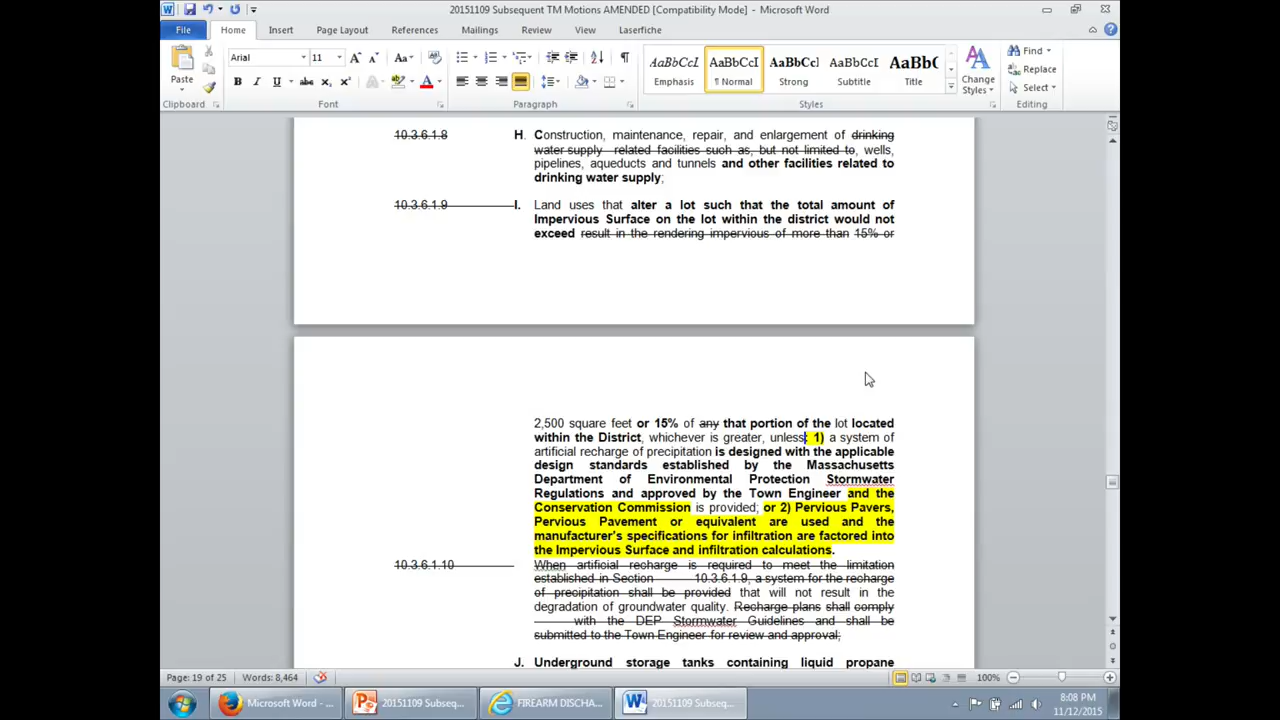 20151109 Subsequent TM Motions AMENDED [Compatibility Mode] - Microsoft Word
File Home Insert Page Layout References Mailings Review View Laserfiche
Paste
Arial 11
AaBbCcI AaBbCcI AaBbCcl AaBbCcI AaBbC
Emphasis ¶ Normal Strong Subtitle Title
Change Styles
Find
Replace
Select
Clipboard Font Paragraph Styles Editing
10.3.6.1.8 H. Construction, maintenance, repair, and enlargement of drinking
water supply related facilities such as, but not limited to, wells,
pipelines, aqueducts and tunnels and other facilities related to
drinking water supply;
10.3.6.1.9 I. Land uses that alter a lot such that the total amount of
Impervious Surface on the lot within the district would not
exceed result in the rendering impervious of more than 15% or
2,500 square feet or 15% of any that portion of the lot located
within the District, whichever is greater, unless: 1) a system of
artificial recharge of precipitation is designed with the applicable
design standards established by the Massachusetts
Department of Environmental Protection Stormwater
Regulations and approved by the Town Engineer and the
Conservation Commission is provided; or 2) Pervious Pavers,
Pervious Pavement or equivalent are used and the
manufacturer's specifications for infiltration are factored into
the Impervious Surface and infiltration calculations.
10.3.6.1.10 When artificial recharge is required to meet the limitation
established in Section 10.3.6.1.9, a system for the recharge
of precipitation shall be provided that will not result in the
degradation of groundwater quality. Recharge plans shall comply
with the DEP Stormwater Guidelines and shall be
submitted to the Town Engineer for review and approval;
J. Underground storage tanks containing liquid propane
Page: 19 of 25 Words: 8,464 100%
Microsoft Word - ... 20151109 Subseq... FIREARM DISCHA... 20151109 Subseq...
8:08 PM
11/12/2015